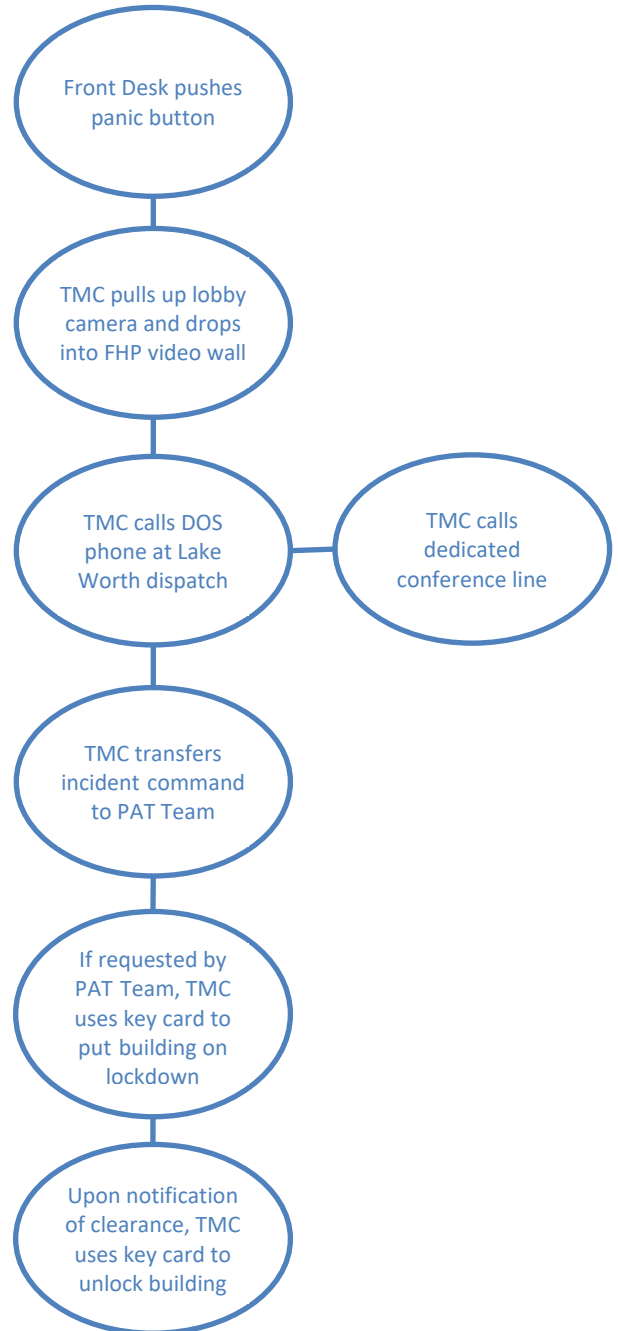 Front Desk pushes
panic button
TMC pulls up lobby
camera and drops
into FHP video wall
TMC calls DOS
phone at Lake
Worth dispatch
TMC calls
dedicated
conference line
TMC transfers
incident command
to PAT Team
If requested by
PAT Team, TMC
uses key card to
put building on
lockdown
Upon notification
of clearance, TMC
uses key card to
unlock building